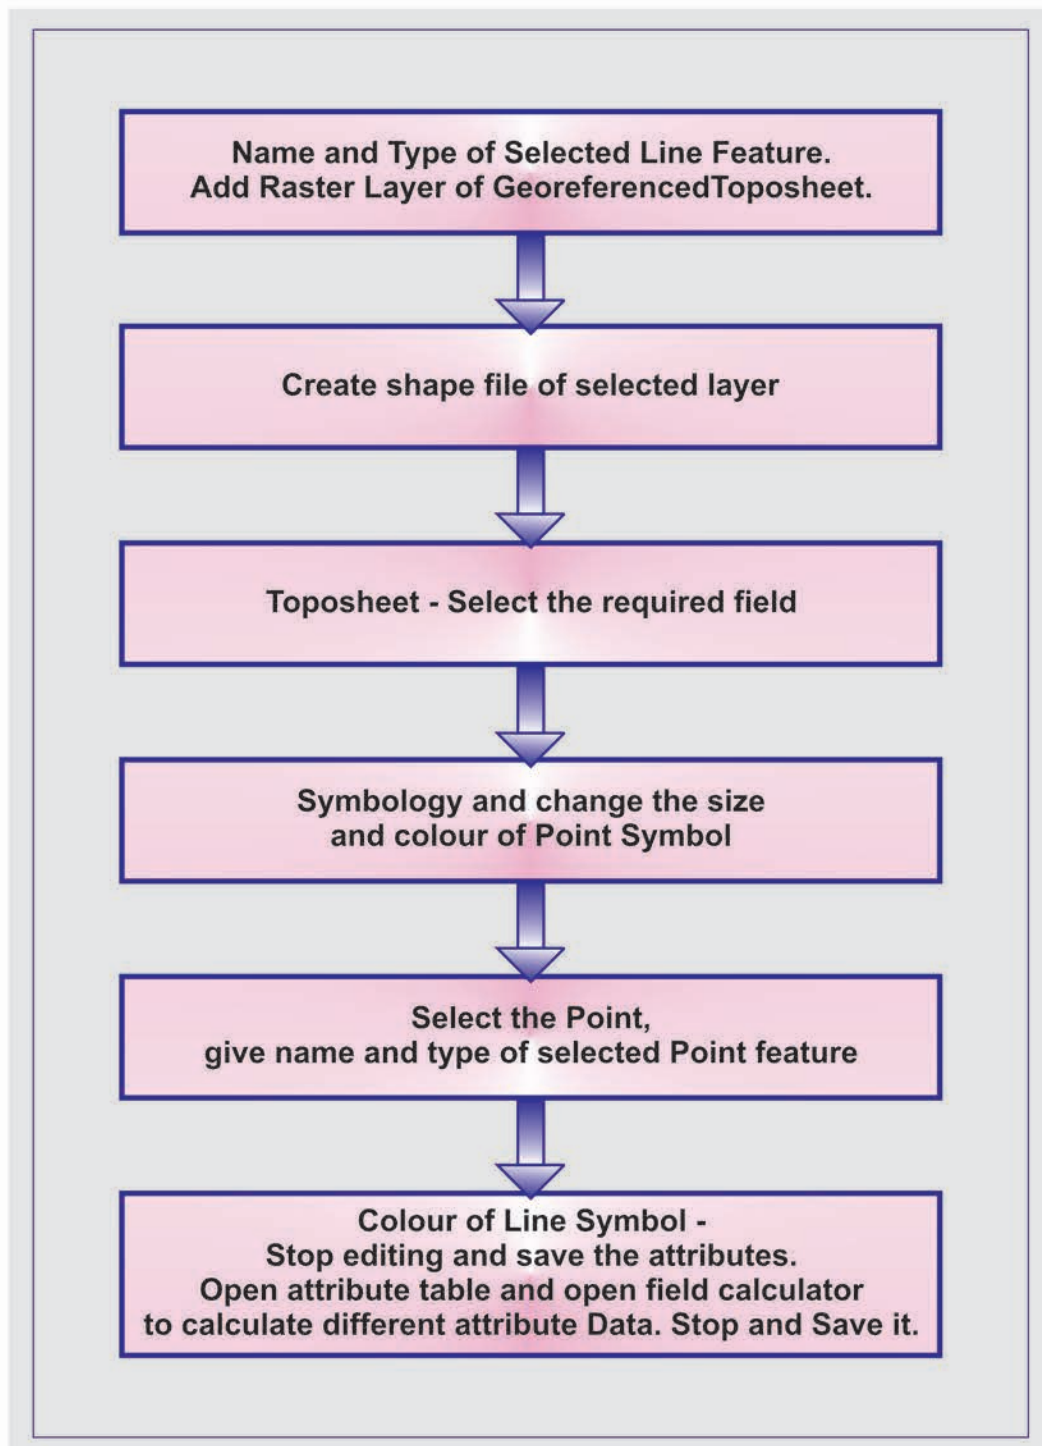 Name and Type of Selected Line Feature.
Add Raster Layer of GeoreferencedToposheet.
Create shape file of selected layer
Toposheet - Select the required field
Symbology and change the size
and colour of Point Symbol
Select the Point,
give name and type of selected Point feature
Colour of Line Symbol -
Stop editing and save the attributes.
Open attribute table and open field calculator
to calculate different attribute Data. Stop and Save it.